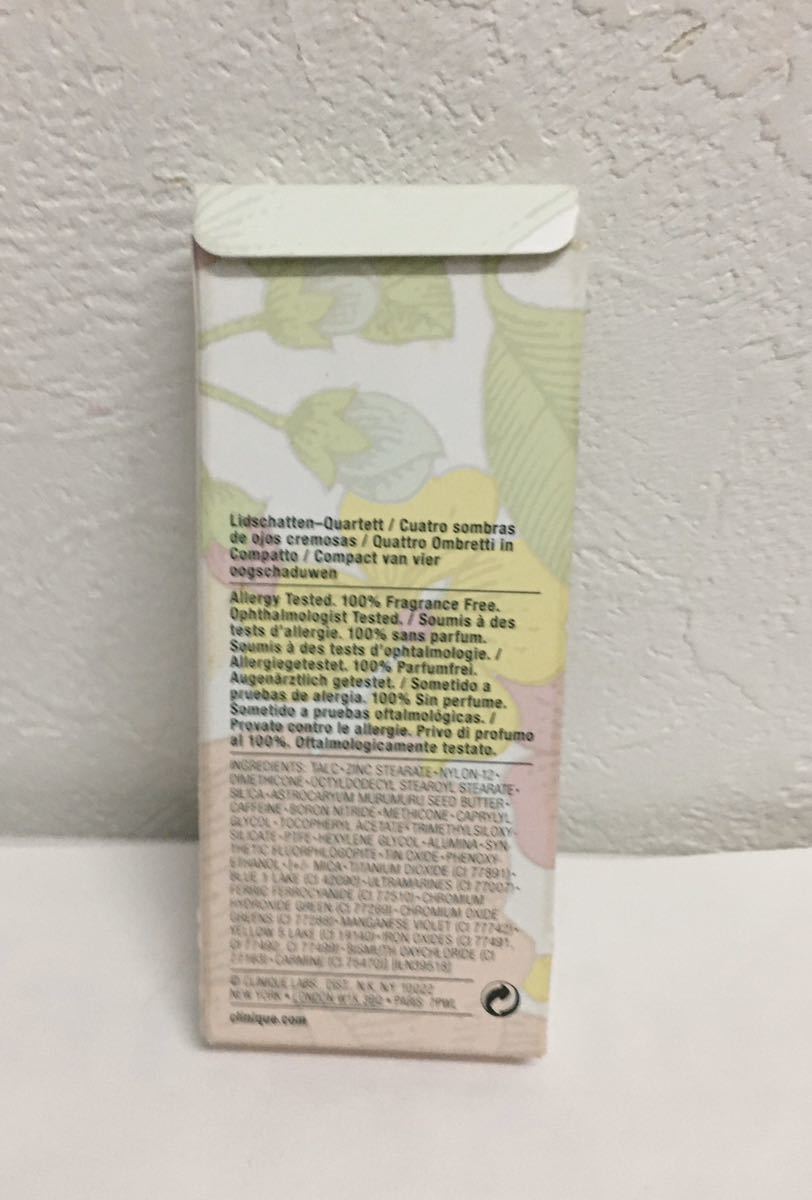 Lidschatten–Quartett / Cuatro sombras
de ojos cremosas / Quattro Ombretti in
Compatto / Compact van vier
oogschaduwen
Allergy Tested. 100% Fragrance Free.
Ophthalmologist Tested. / Soumis à des
tests d'allergie. 100% sans parfum.
Soumis à des tests d'ophtalmologie. /
Allergiegetestet. 100% Parfumfrei.
Augenärztlich getestet. / Sometido a
pruebas de alergia. 100% Sin perfume.
Sometido a pruebas oftalmológicas. /
Provato contro le allergie. Privo di profumo
al 100%. Oftalmologicamente testato.
INGREDIENTS: TALC • ZINC STEARATE • NYLON-12 •
DIMETHICONE • OCTYLDODECYL STEAROYL STEARATE •
SILICA • ASTROCARYUM MURUMURU SEED BUTTER •
CAFFEINE • BORON NITRIDE • METHICONE • CAPRYLYL
GLYCOL • TOCOPHERYL ACETATE • TRIMETHYLSILOXY-
SILICATE • PTFE • HEXYLENE GLYCOL • ALUMINA • SYN-
THETIC FLUORPHLOGOPITE • TIN OXIDE • PHENOXY-
ETHANOL • [+/- MICA • TITANIUM DIOXIDE (CI 77891) •
BLUE 1 LAKE (CI 42090) • ULTRAMARINES (CI 77007) •
FERRIC FERROCYANIDE (CI 77510) • CHROMIUM
HYDROXIDE GREEN (CI 77289) • CHROMIUM OXIDE
GREENS (CI 77288) • MANGANESE VIOLET (CI 77742) •
YELLOW 5 LAKE (CI 19140) • IRON OXIDES (CI 77491,
CI 77492, CI 77499) • BISMUTH OXYCHLORIDE (CI
77163) • CARMINE (CI 75470)] [ILN39518]
© CLINIQUE LABS. DIST. N.Y. NY 10022
NEW YORK • LONDON W1K 3BQ • PARIS 7PWL
clinique.com